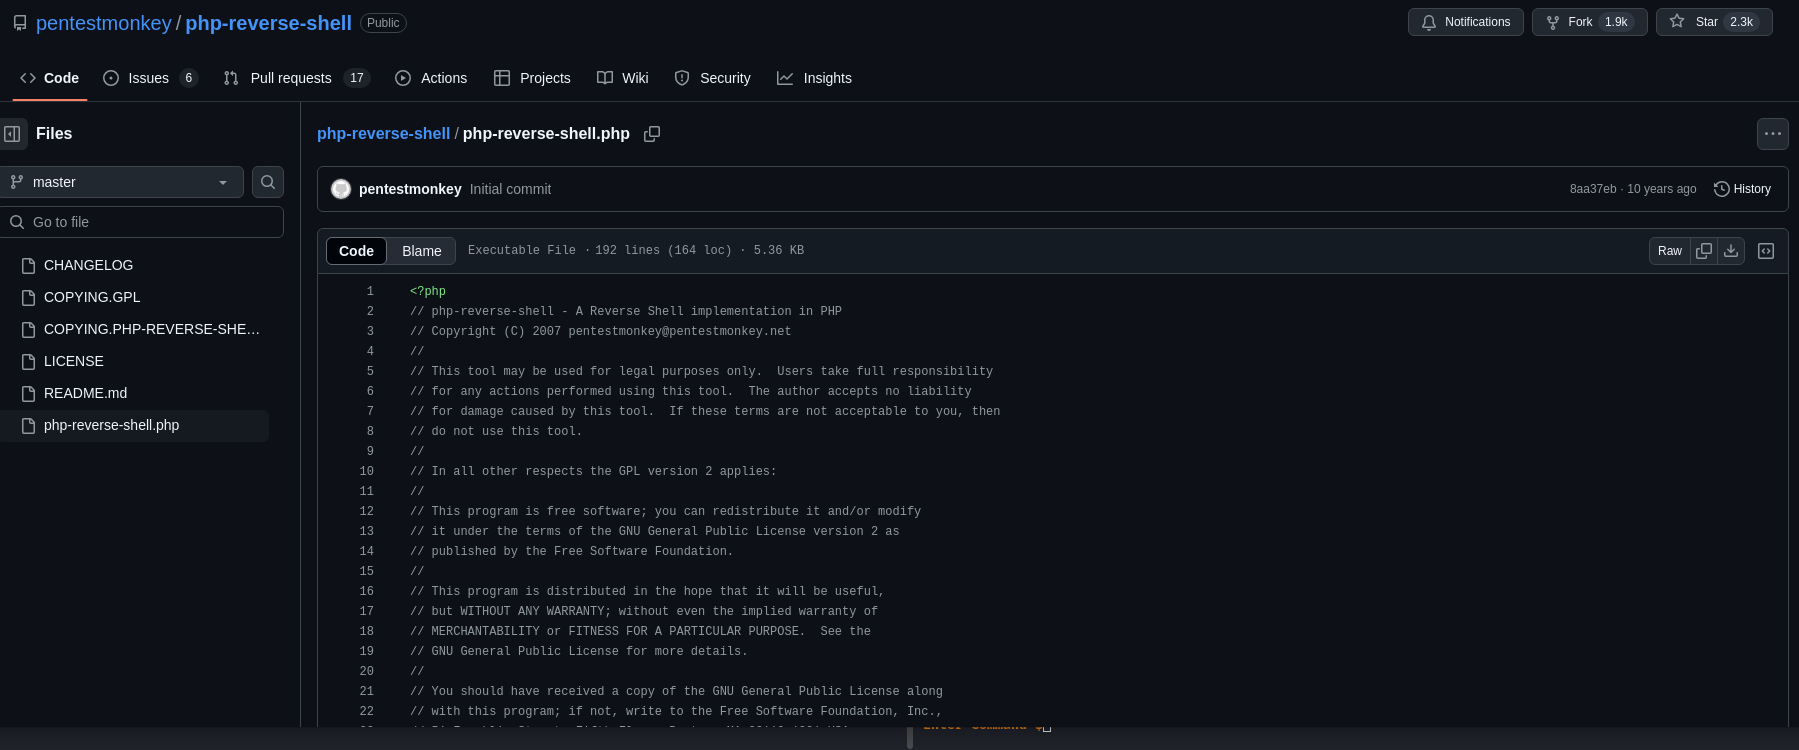 pentestmonkey / php-reverse-shell Public
Notifications Fork 1.9k Star 2.3k
Code Issues 6 Pull requests 17 Actions Projects Wiki Security Insights
Files
master
Go to file
CHANGELOG
COPYING.GPL
COPYING.PHP-REVERSE-SHE…
LICENSE
README.md
php-reverse-shell.php
php-reverse-shell / php-reverse-shell.php
pentestmonkey Initial commit
8aa37eb · 10 years ago History
Code Blame Executable File · 192 lines (164 loc) · 5.36 KB
Raw
1 <?php
2 // php-reverse-shell - A Reverse Shell implementation in PHP
3 // Copyright (C) 2007 pentestmonkey@pentestmonkey.net
4 //
5 // This tool may be used for legal purposes only.  Users take full responsibility
6 // for any actions performed using this tool.  The author accepts no liability
7 // for damage caused by this tool.  If these terms are not acceptable to you, then
8 // do not use this tool.
9 //
10 // In all other respects the GPL version 2 applies:
11 //
12 // This program is free software; you can redistribute it and/or modify
13 // it under the terms of the GNU General Public License version 2 as
14 // published by the Free Software Foundation.
15 //
16 // This program is distributed in the hope that it will be useful,
17 // but WITHOUT ANY WARRANTY; without even the implied warranty of
18 // MERCHANTABILITY or FITNESS FOR A PARTICULAR PURPOSE.  See the
19 // GNU General Public License for more details.
20 //
21 // You should have received a copy of the GNU General Public License along
22 // with this program; if not, write to the Free Software Foundation, Inc.,